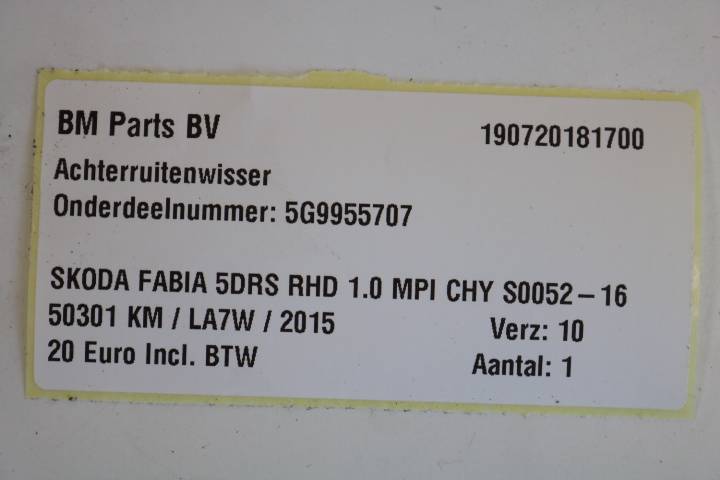 BM Parts BV 190720181700
Achterruitenwisser
Onderdeelnummer: 5G9955707
SKODA FABIA 5DRS RHD 1.0 MPI CHY S0052-16
50301 KM / LA7W / 2015 Verz: 10
20 Euro Incl. BTW Aantal: 1